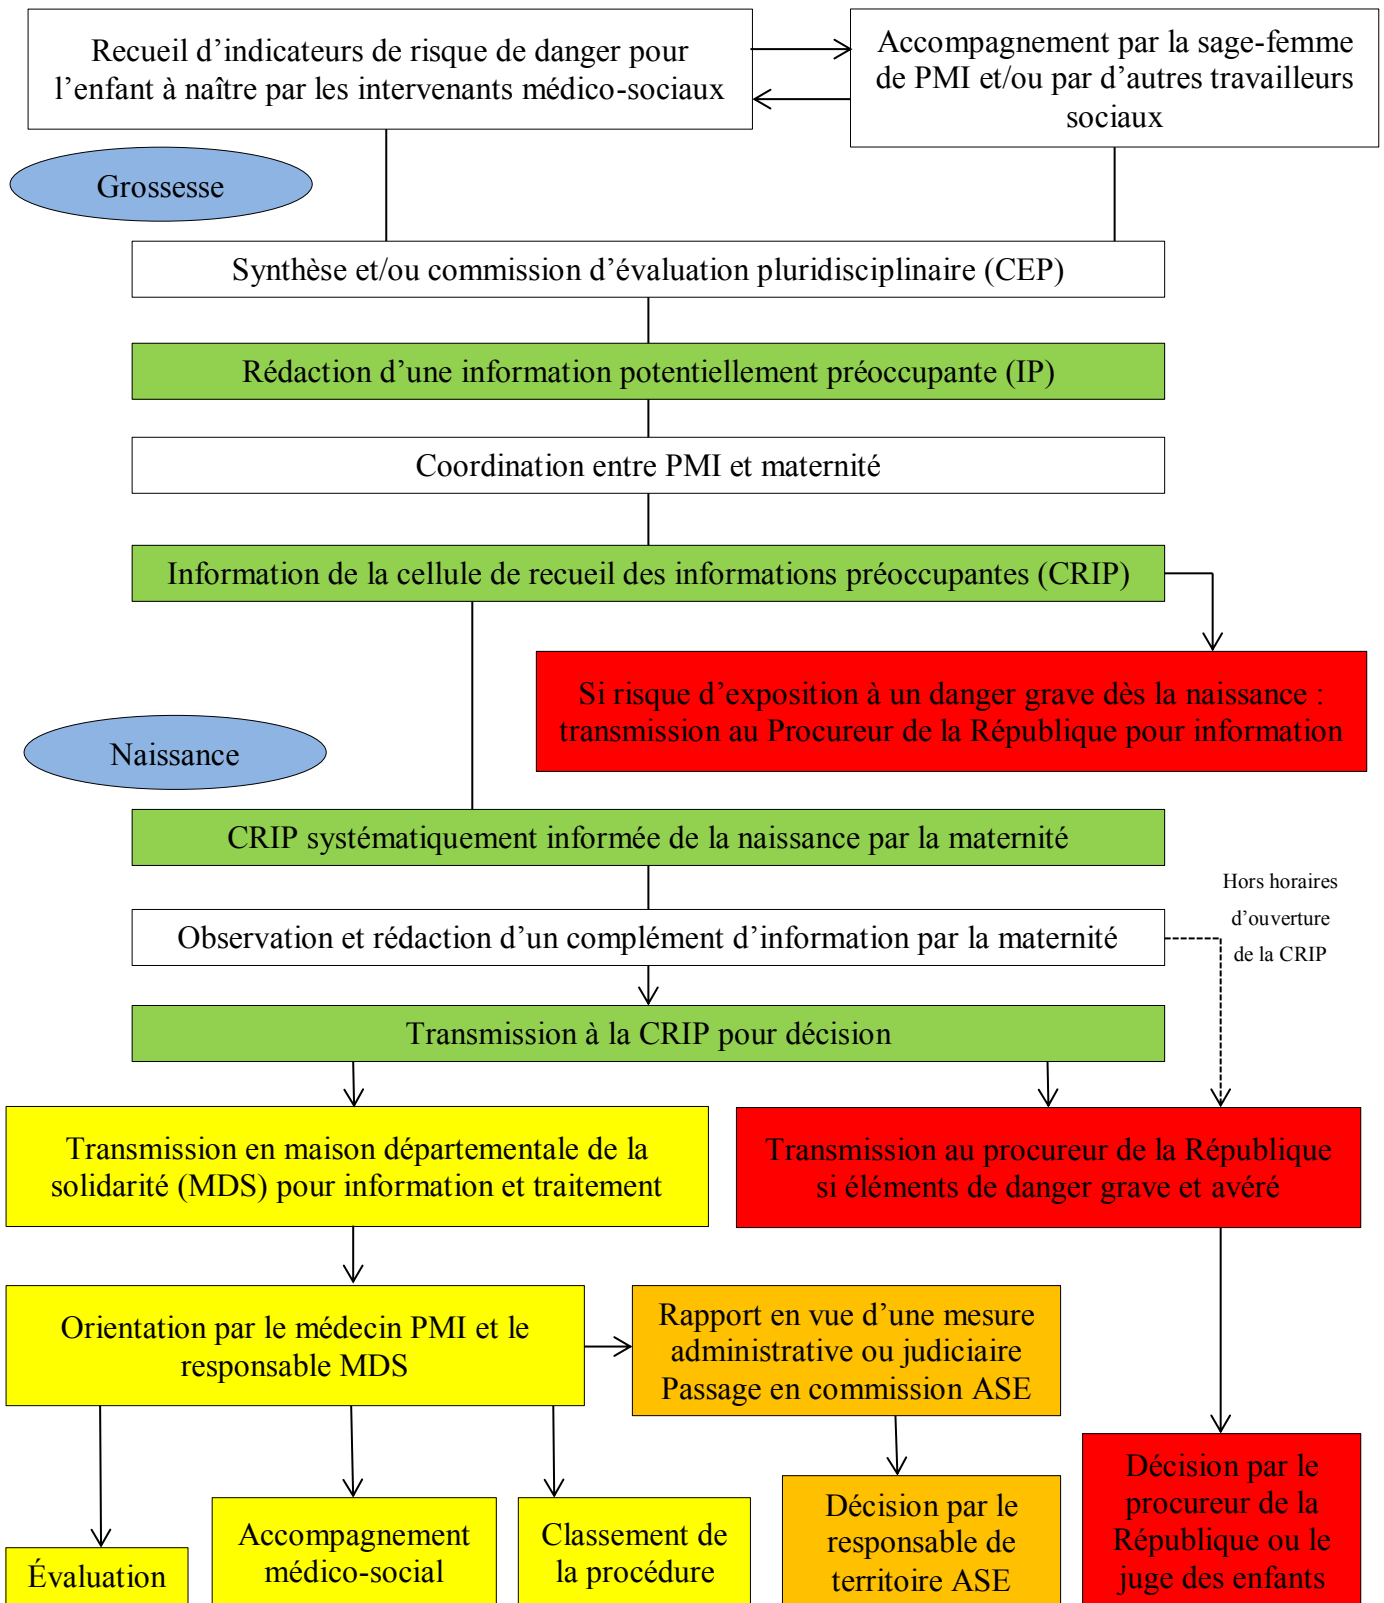 Recueil d’indicateurs de risque de danger pour
l’enfant à naître par les intervenants médico-sociaux
Accompagnement par la sage-femme
de PMI et/ou par d’autres travailleurs
sociaux
Grossesse
Synthèse et/ou commission d’évaluation pluridisciplinaire (CEP)
Rédaction d’une information potentiellement préoccupante (IP)
Coordination entre PMI et maternité
Information de la cellule de recueil des informations préoccupantes (CRIP)
Si risque d’exposition à un danger grave dès la naissance :
transmission au Procureur de la République pour information
Naissance
CRIP systématiquement informée de la naissance par la maternité
Hors horaires
d’ouverture
de la CRIP
Observation et rédaction d’un complément d’information par la maternité
Transmission à la CRIP pour décision
Transmission en maison départementale de la
solidarité (MDS) pour information et traitement
Transmission au procureur de la République
si éléments de danger grave et avéré
Orientation par le médecin PMI et le
responsable MDS
Rapport en vue d’une mesure
administrative ou judiciaire
Passage en commission ASE
Évaluation
Accompagnement
médico-social
Classement de
la procédure
Décision par le
responsable de
territoire ASE
Décision par le
procureur de la
République ou le
juge des enfants